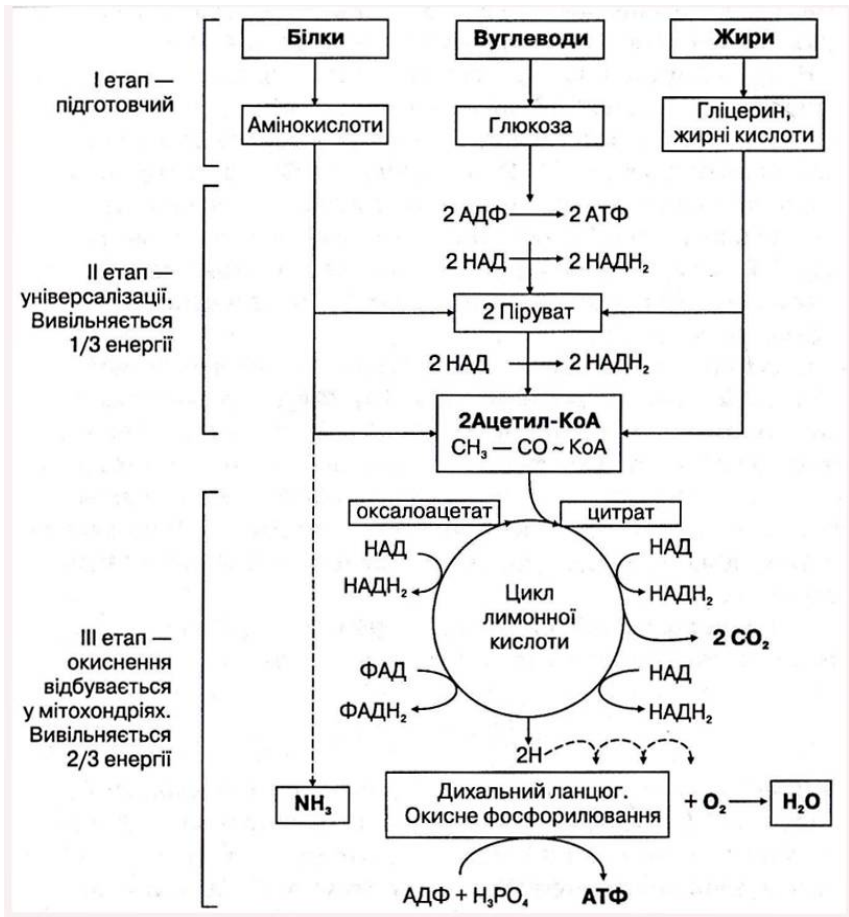 Білки
Вуглеводи
Жири
I етап —
підготовчий
Амінокислоти
Глюкоза
Гліцерин,
жирні кислоти
2 АДФ 2 АТФ
2 НАД 2 НАДН₂
II етап —
універсалізації.
Вивільняється
1/3 енергії
2 Піруват
2 НАД 2 НАДН₂
2Ацетил-КоА
CH₃ — CO ~ КоА
оксалоацетат
цитрат
НАД
НАДН₂
НАД
НАДН₂
Цикл
лимонної
кислоти
2 CO₂
III етап —
окиснення
відбувається
у мітохондріях.
Вивільняється
2/3 енергії
ФАД
ФАДН₂
НАД
НАДН₂
2Н
NH₃
Дихальний ланцюг.
Окисне фосфорилювання
+ O₂ H₂O
АДФ + H₃PO₄ АТФ